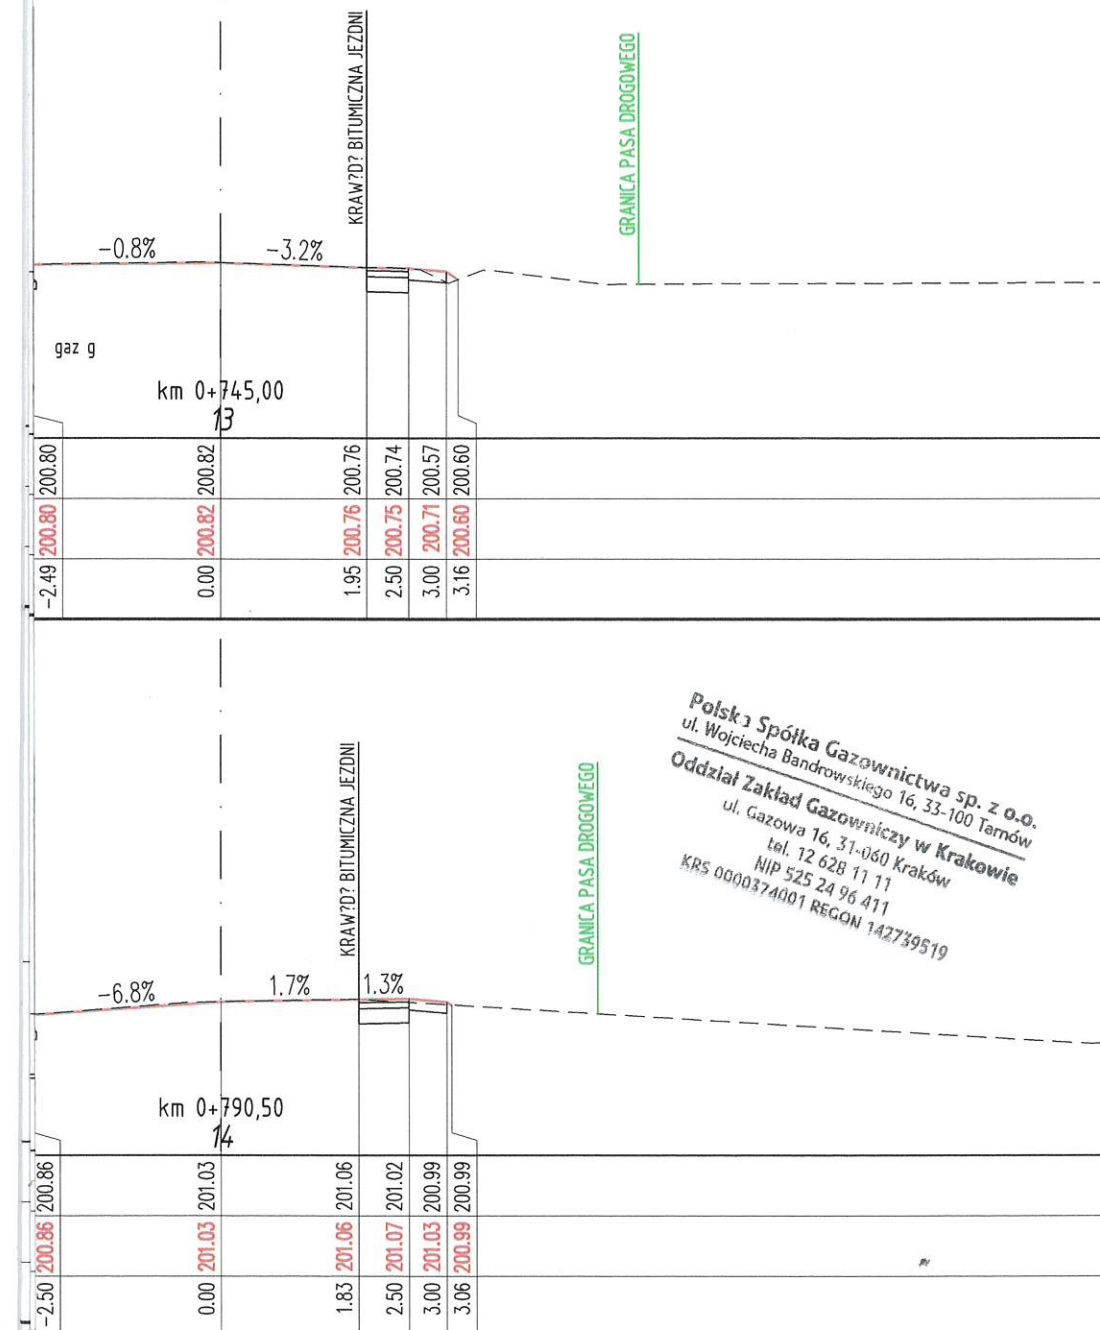 KRAW?D? BITUMICZNA JEZDNI
GRANICA PASA DROGOWEGO
-0.8%
-3.2%
gaz g
km 0+745,00
13
200.80 200.82 200.76 200.74 200.57 200.60
200.80 200.82 200.76 200.75 200.71 200.60
-2.49 0.00 1.95 2.50 3.00 3.16
KRAW?D? BITUMICZNA JEZDNI
GRANICA PASA DROGOWEGO
Polska Spółka Gazownictwa sp. z o.o.
ul. Wojciecha Bandrowskiego 16, 33-100 Tarnów
Oddział Zakład Gazowniczy w Krakowie
ul. Gazowa 16, 31-060 Kraków
tel. 12 628 11 11
NIP 525 24 96 411
KRS 0000374001 REGON 142739519
-6.8%
1.7%
1.3%
km 0+790,50
14
200.86 201.03 201.06 201.02 200.99 200.99
200.86 201.03 201.06 201.07 201.03 200.99
-2.50 0.00 1.83 2.50 3.00 3.06